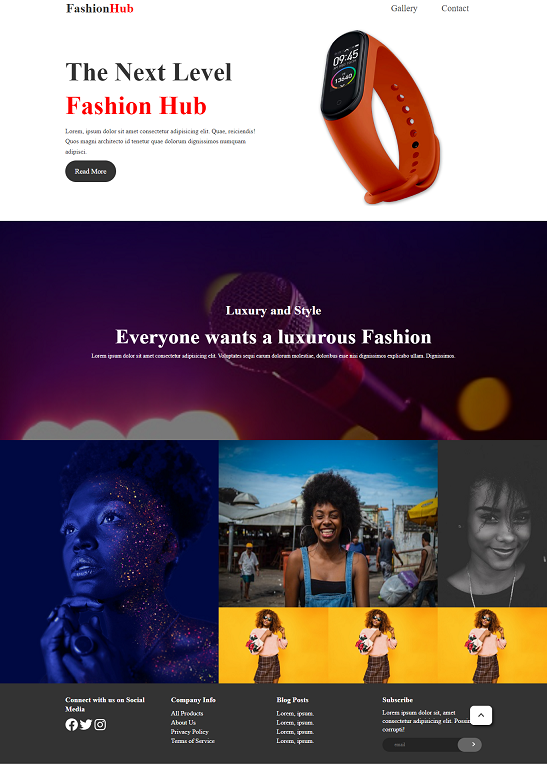 FashionHub
Gallery Contact
09:45
13640
The Next Level
Fashion Hub
Lorem, ipsum dolor sit amet consectetur adipisicing elit. Quae, reiciendis!
Quos magni architecto id tenetur quae dolorum dignissimos numquam
adipisci.
Read More
Luxury and Style
Everyone wants a luxurous Fashion
Lorem ipsum dolor sit amet consectetur adipisicing elit. Voluptates sequi earum dolorum molestiae, doloribus esse nisi dignissimos explicabo ullam. Dignissimos.
Connect with us on Social
Media
Company Info
All Products
About Us
Privacy Policy
Terms of Service
Blog Posts
Lorem, ipsum.
Lorem, ipsum.
Lorem, ipsum.
Lorem, ipsum.
Subscribe
Lorem ipsum dolor sit, amet
consectetur adipisicing elit.
corrupti!
email